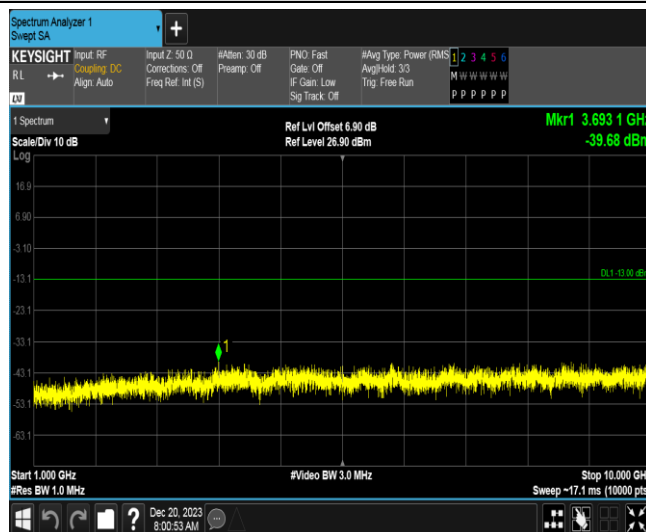 Spectrum Analyzer 1
Swept SA
KEYSIGHT
RL
LXI
Input: RF
Coupling: DC
Align: Auto
Input Z: 50 Ω
Corrections: Off
Freq Ref: Int (S)
#Atten: 30 dB
Preamp: Off
PNO: Fast
Gate: Off
IF Gain: Low
Sig Track: Off
#Avg Type: Power (RMS
Avg|Hold: 3/3
Trig: Free Run
1 2 3 4 5 6
M W W W W W
P P P P P P
1 Spectrum
Scale/Div 10 dB
Log
Ref Lvl Offset 6.90 dB
Ref Level 26.90 dBm
Mkr1 3.693 1 GHz
-39.68 dBm
16.9
6.90
-3.10
-13.1
DL1 -13.00 dBm
-23.1
-33.1
1
-43.1
-53.1
-63.1
Start 1.000 GHz
#Res BW 1.0 MHz
#Video BW 3.0 MHz
Stop 10.000 GHz
Sweep ~17.1 ms (10000 pts
?
Dec 20, 2023
8:00:53 AM